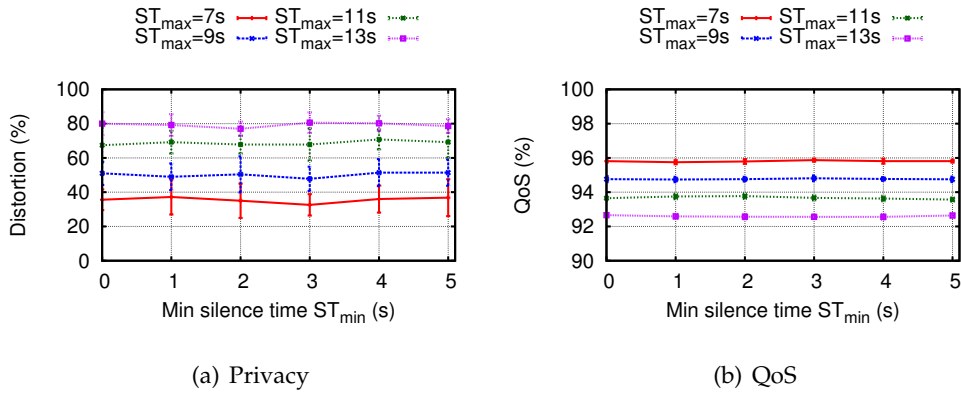 ST_max=7s ST_max=11s
ST_max=9s ST_max=13s
Distortion (%)
100
80
60
40
20
0
0 1 2 3 4 5
Min silence time ST_min (s)
(a) Privacy
ST_max=7s ST_max=11s
ST_max=9s ST_max=13s
QoS (%)
100
98
96
94
92
90
0 1 2 3 4 5
Min silence time ST_min (s)
(b) QoS